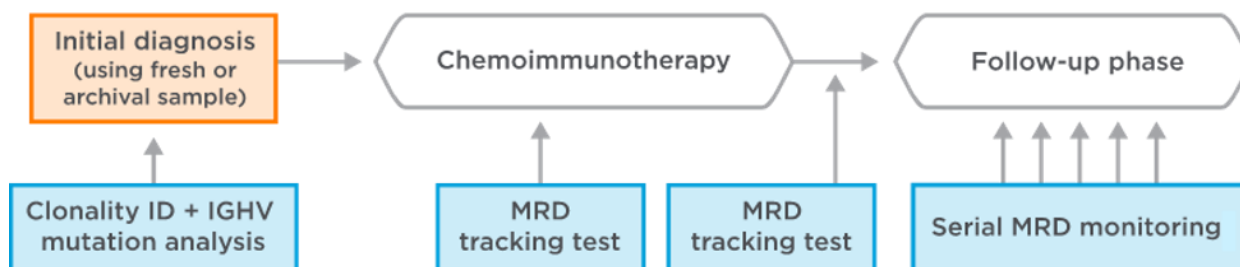 Initial diagnosis
(using fresh or
archival sample)
Chemoimmunotherapy
Follow-up phase
Clonality ID + IGHV
mutation analysis
MRD
tracking test
MRD
tracking test
Serial MRD monitoring